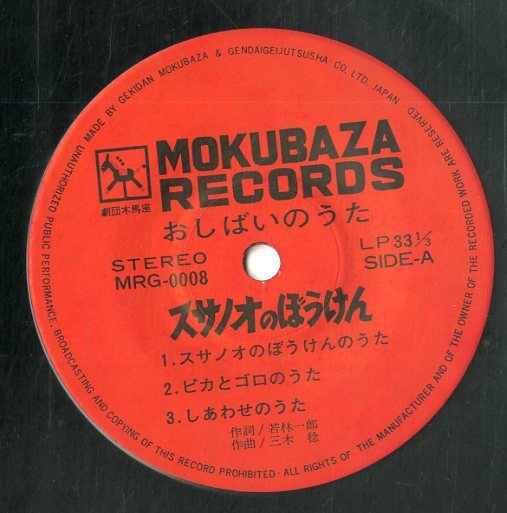 MADE BY GEKIDAN MOKUBAZA & GENDAIGEIJUTSUSHA CO, LTD, JAPAN
劇団木馬座
MOKUBAZA
RECORDS
おしばいのうた
STEREO
MRG-0008
LP33⅓
SIDE-A
スサノオのぼうけん
1.スサノオのぼうけんのうた
2.ピカとゴロのうた
3.しあわせのうた
作詞/若林一郎
作曲/三木 稔
UNAUTHORIZED PUBLIC PERFORMANCE, BROADCASTING AND COPYING OF THIS RECORD PROHIBITED · ALL RIGHTS OF THE MANUFACTURER AND OF THE OWNER OF THE RECORDED WORK ARE RESERVED